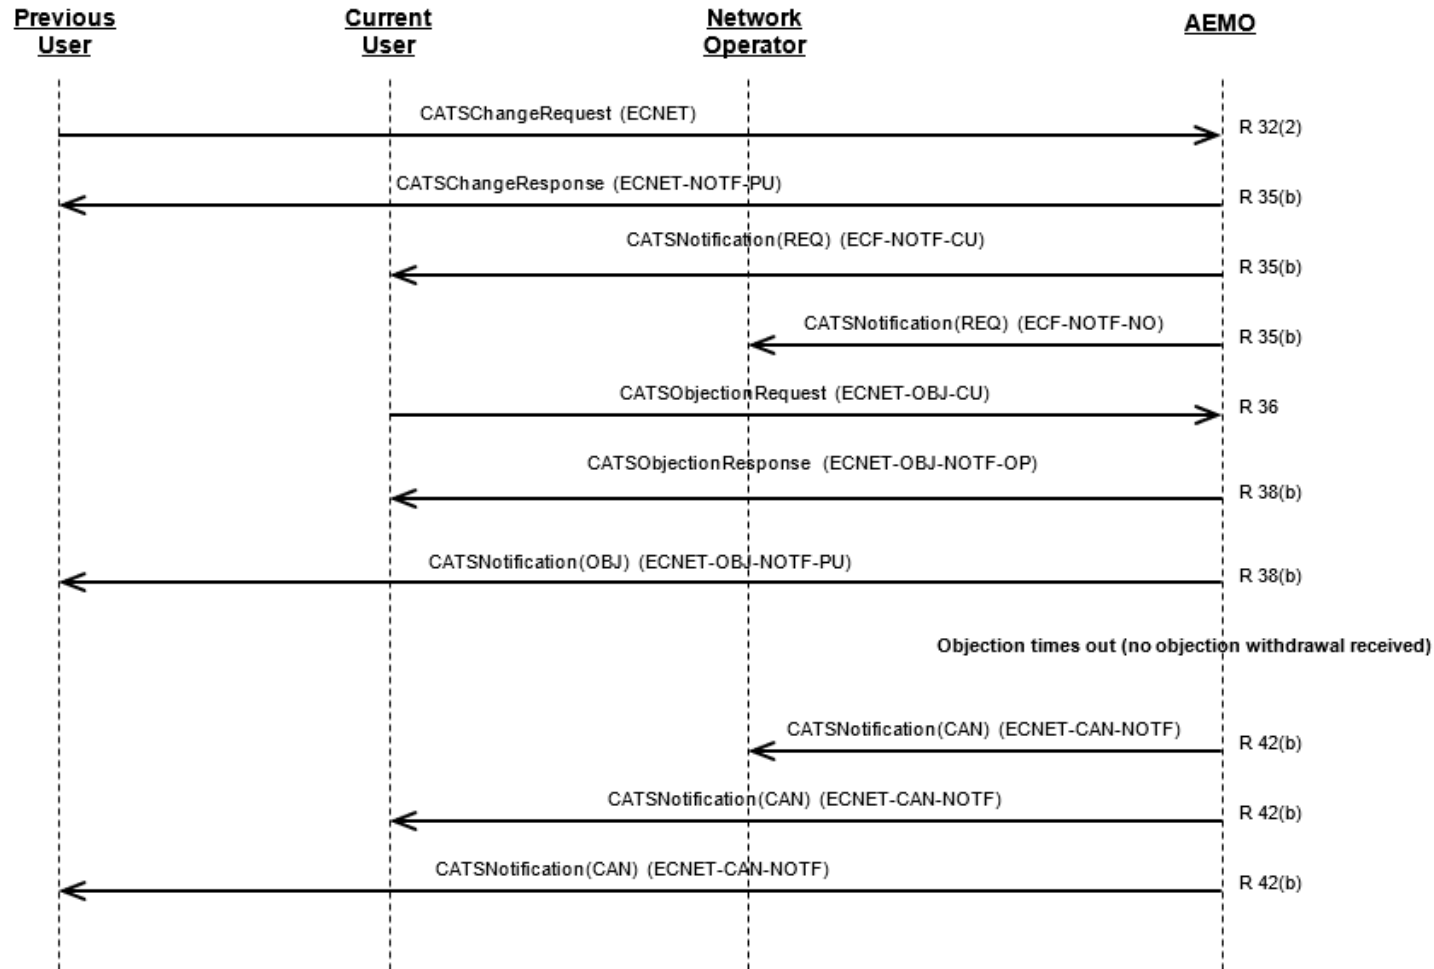 Previous
User
Current
User
Network
Operator
AEMO
CATSChangeRequest (ECNET)
R 32(2)
CATSChangeResponse (ECNET-NOTF-PU)
R 35(b)
CATSNotification(REQ) (ECF-NOTF-CU)
R 35(b)
CATSNotification(REQ) (ECF-NOTF-NO)
R 35(b)
CATSObjectionRequest (ECNET-OBJ-CU)
R 36
CATSObjectionResponse (ECNET-OBJ-NOTF-OP)
R 38(b)
CATSNotification(OBJ) (ECNET-OBJ-NOTF-PU)
R 38(b)
Objection times out (no objection withdrawal received)
CATSNotification(CAN) (ECNET-CAN-NOTF)
R 42(b)
CATSNotification(CAN) (ECNET-CAN-NOTF)
R 42(b)
CATSNotification(CAN) (ECNET-CAN-NOTF)
R 42(b)